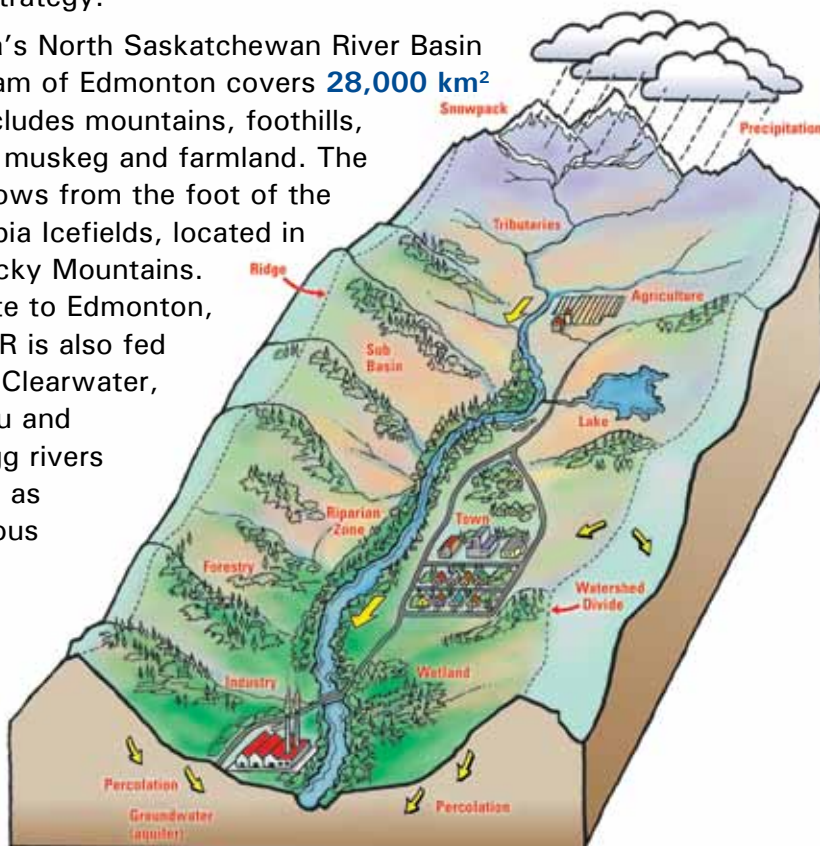 trategy.
's North Saskatchewan River Basin
am of Edmonton covers 28,000 km²
cludes mountains, foothills,
muskeg and farmland. The
ows from the foot of the
bia Icefields, located in
cky Mountains.
te to Edmonton,
R is also fed
Clearwater,
u and
gg rivers
as
ous
Snowpack
Precipitation
Tributaries
Ridge
Agriculture
Sub
Basin
Lake
Riparian
Zone
Town
Forestry
Watershed
Divide
Wetland
Industry
Percolation
Percolation
Groundwater
(aquifer)